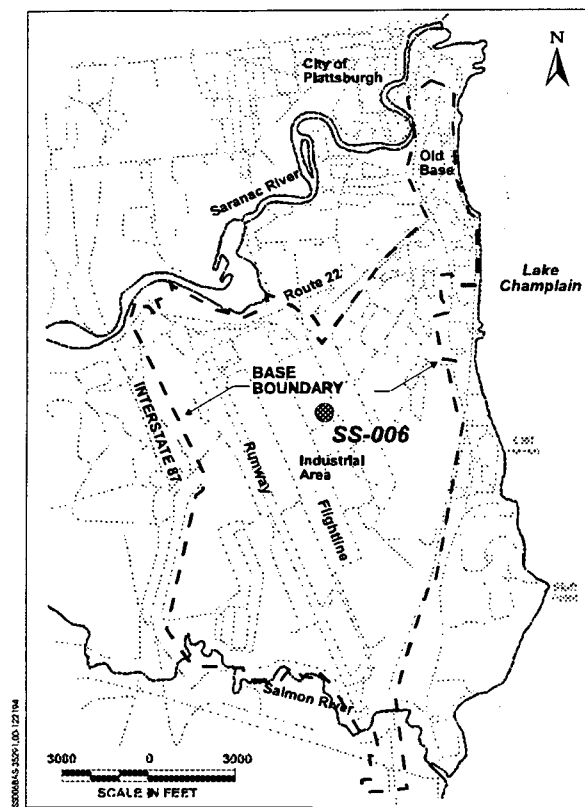 N
City of
Plattsburgh
Old
Base
Saranac River
Lake
Champlain
Route 22
BASE
BOUNDARY
INTERSTATE 87
SS-006
Industrial
Area
Runway
Flightline
Salmon River
3000 0 3000
SCALE IN FEET